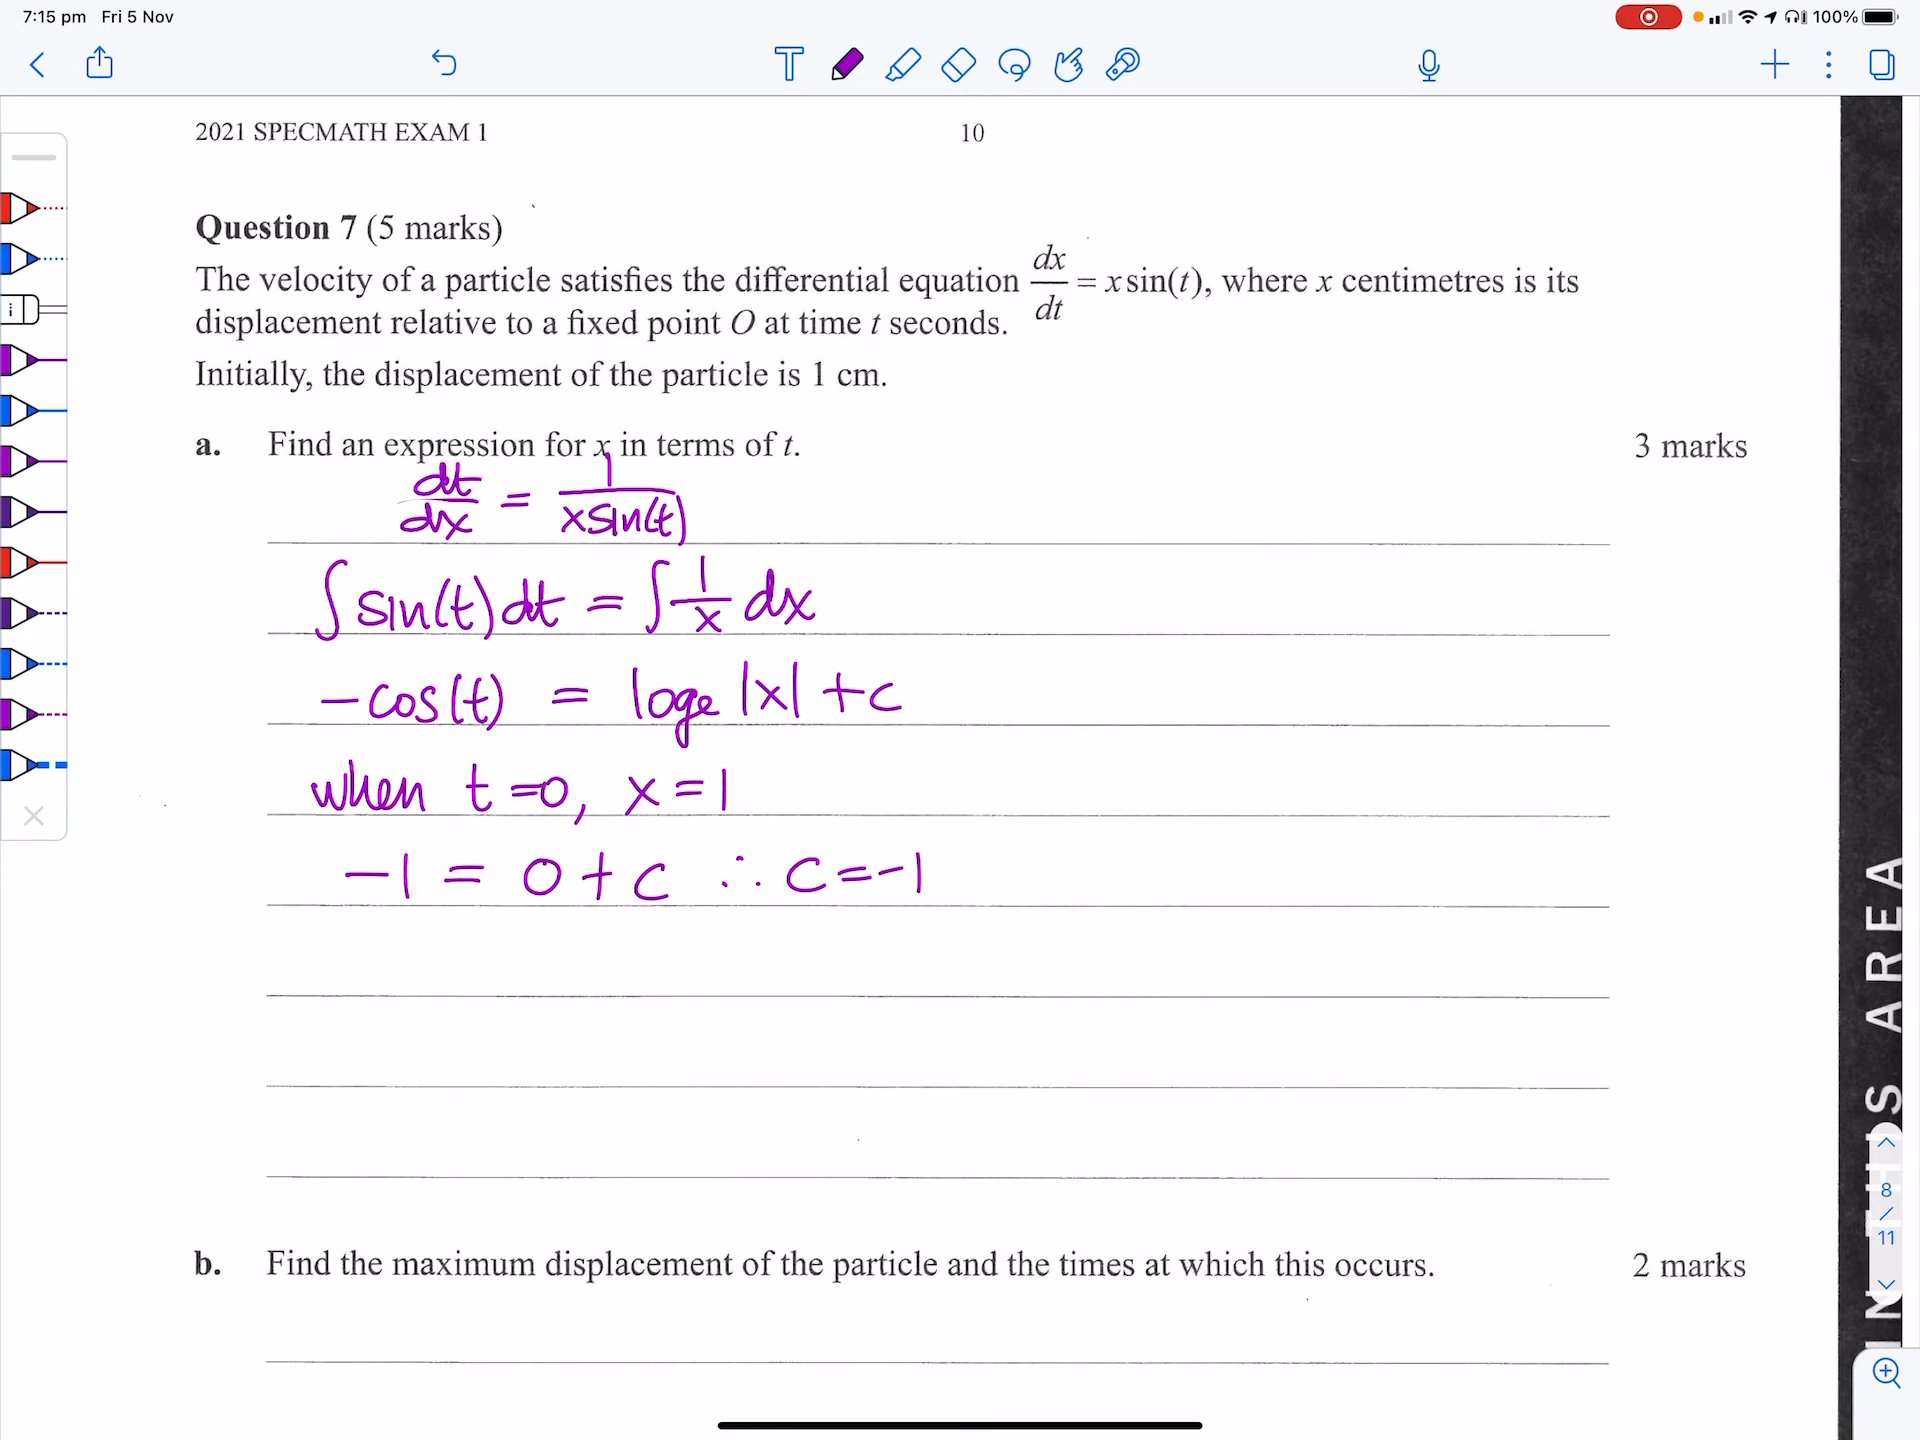 7:15 pm Fri 5 Nov
100%
2021 SPECMATH EXAM 1 10
Question 7 (5 marks)
The velocity of a particle satisfies the differential equation dx/dt = x sin(t), where x centimetres is its
displacement relative to a fixed point O at time t seconds.
Initially, the displacement of the particle is 1 cm.
a. Find an expression for x in terms of t. 3 marks
dt/dx = 1/(xsin(t))
∫ sin(t) dt = ∫ 1/x dx
-cos(t) = loge |x| + c
when t=0, x=1
-1 = 0 + c ∴ c=-1
b. Find the maximum displacement of the particle and the times at which this occurs. 2 marks
IN THIS AREA
8
/
11